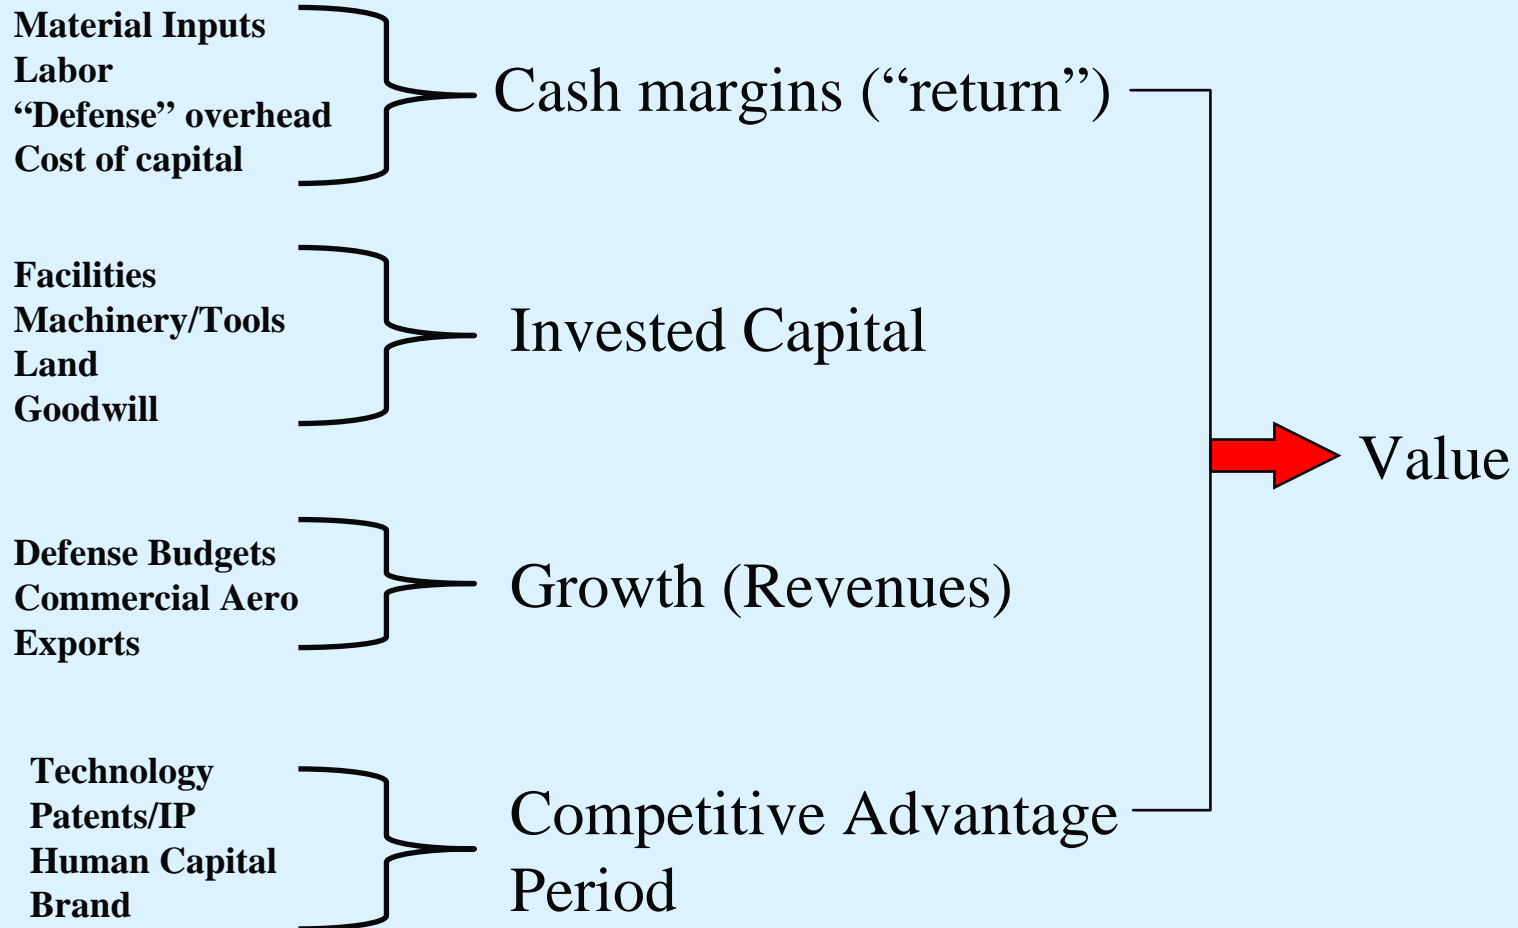 Material Inputs
Labor
“Defense” overhead
Cost of capital
Cash margins (“return”)
Facilities
Machinery/Tools
Land
Goodwill
Invested Capital
Value
Defense Budgets
Commercial Aero
Exports
Growth (Revenues)
Technology
Patents/IP
Human Capital
Brand
Competitive Advantage
Period